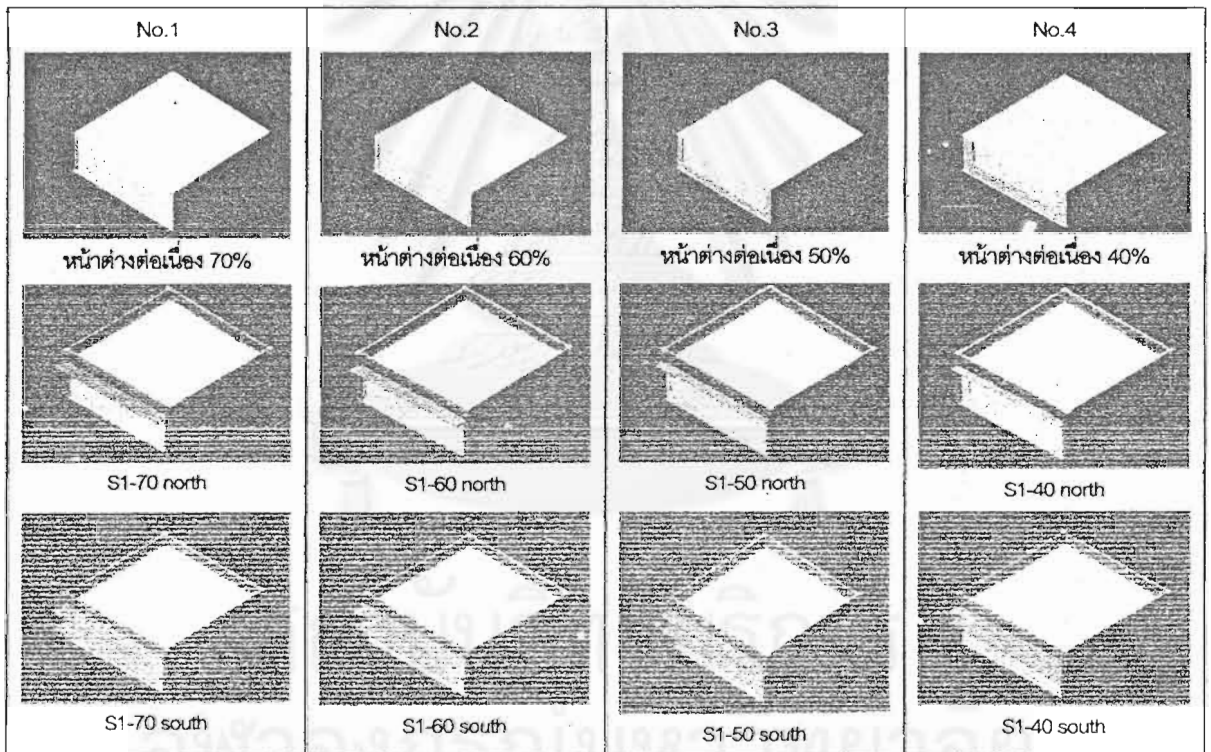 No.1 No.2 No.3 No.4
หน้าต่างต่อเนื่อง 70% หน้าต่างต่อเนื่อง 60% หน้าต่างต่อเนื่อง 50% หน้าต่างต่อเนื่อง 40%
S1-70 north S1-60 north S1-50 north S1-40 north
S1-70 south S1-60 south S1-50 south S1-40 south